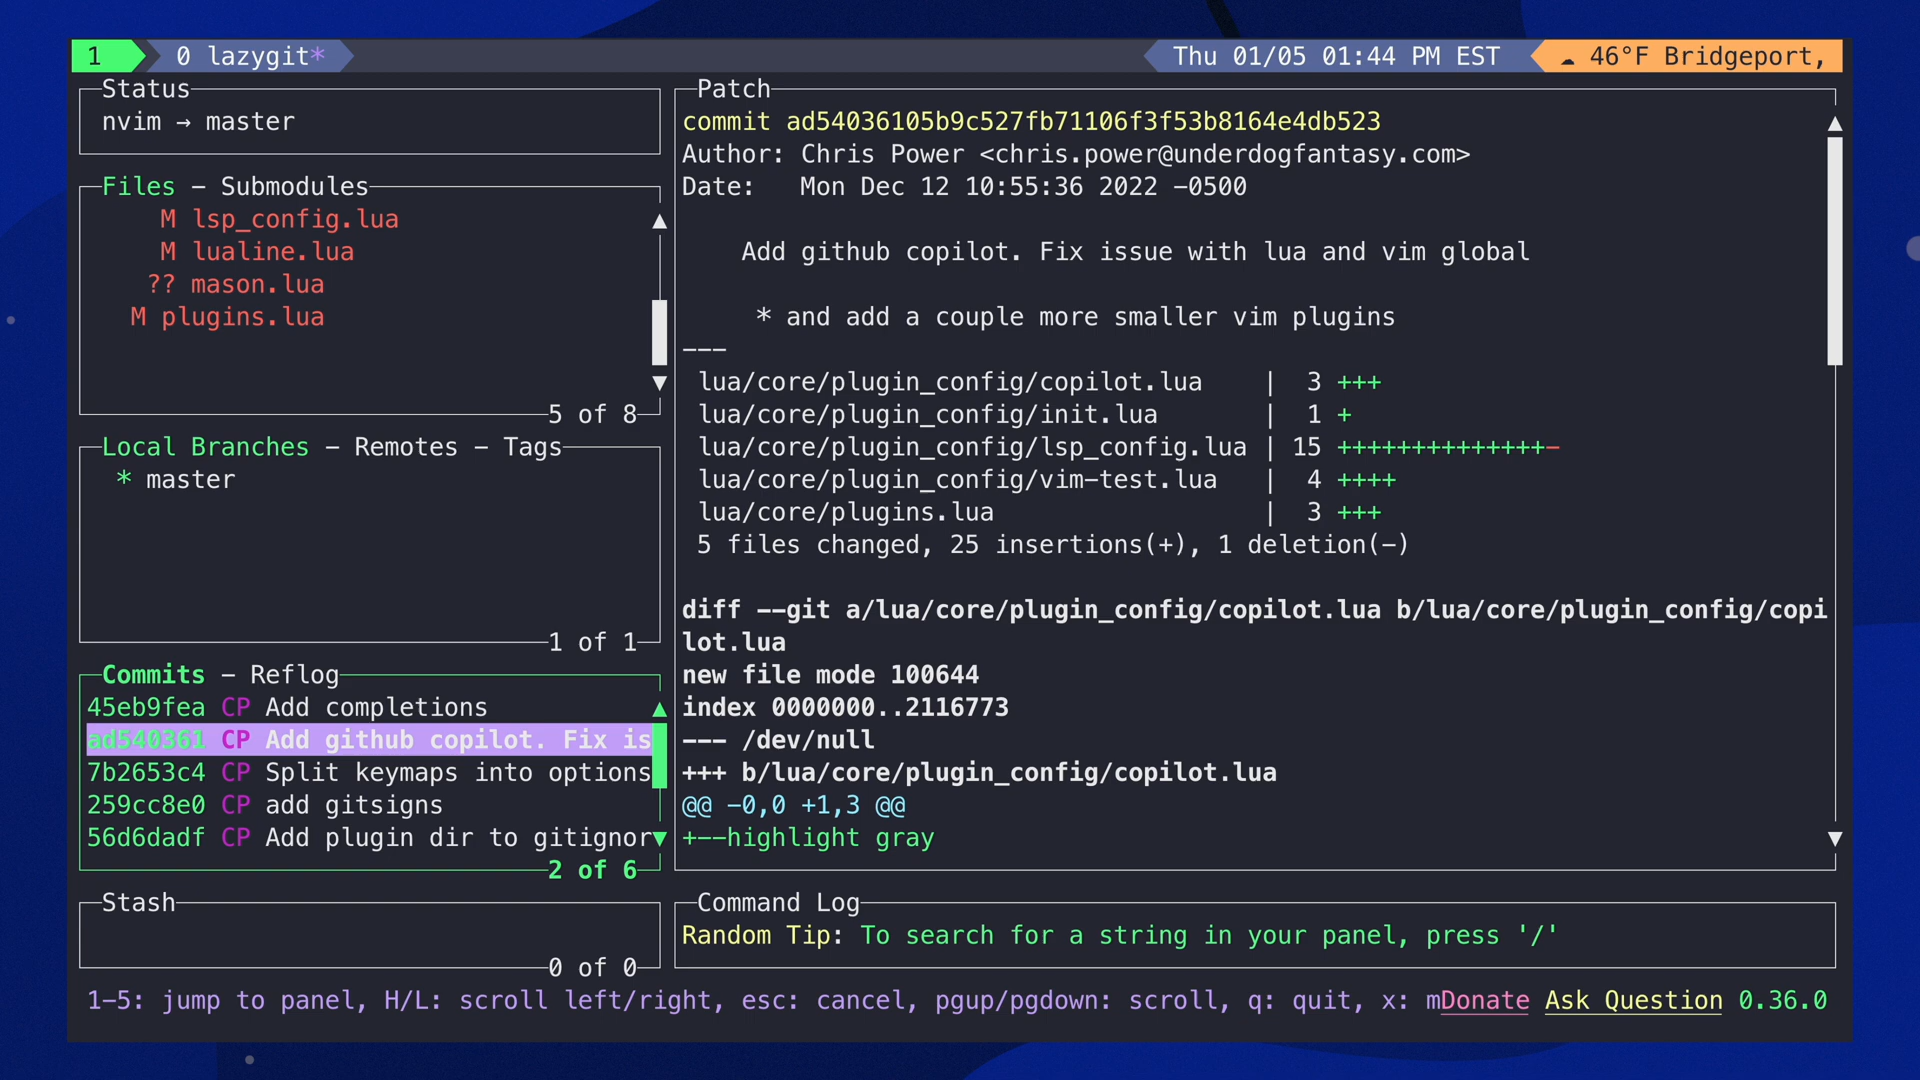 1 0 lazygit* Thu 01/05 01:44 PM EST ☁ 46°F Bridgeport,
Status
nvim → master
Files - Submodules
M lsp_config.lua
M lualine.lua
?? mason.lua
M plugins.lua
5 of 8
Local Branches - Remotes - Tags
* master
1 of 1
Commits - Reflog
45eb9fea CP Add completions
ad540361 CP Add github copilot. Fix is
7b2653c4 CP Split keymaps into options
259cc8e0 CP add gitsigns
56d6dadf CP Add plugin dir to gitignor
2 of 6
Stash
0 of 0
Patch
commit ad54036105b9c527fb71106f3f53b8164e4db523
Author: Chris Power <chris.power@underdogfantasy.com>
Date:   Mon Dec 12 10:55:36 2022 -0500
Add github copilot. Fix issue with lua and vim global
* and add a couple more smaller vim plugins
---
lua/core/plugin_config/copilot.lua    |  3 +++
lua/core/plugin_config/init.lua       |  1 +
lua/core/plugin_config/lsp_config.lua | 15 ++++++++++++++-
lua/core/plugin_config/vim-test.lua   |  4 ++++
lua/core/plugins.lua                  |  3 +++
5 files changed, 25 insertions(+), 1 deletion(-)
diff --git a/lua/core/plugin_config/copilot.lua b/lua/core/plugin_config/copi
lot.lua
new file mode 100644
index 0000000..2116773
--- /dev/null
+++ b/lua/core/plugin_config/copilot.lua
@@ -0,0 +1,3 @@
+--highlight gray
Command Log
Random Tip: To search for a string in your panel, press '/'
1-5: jump to panel, H/L: scroll left/right, esc: cancel, pgup/pgdown: scroll, q: quit, x: mDonate Ask Question 0.36.0